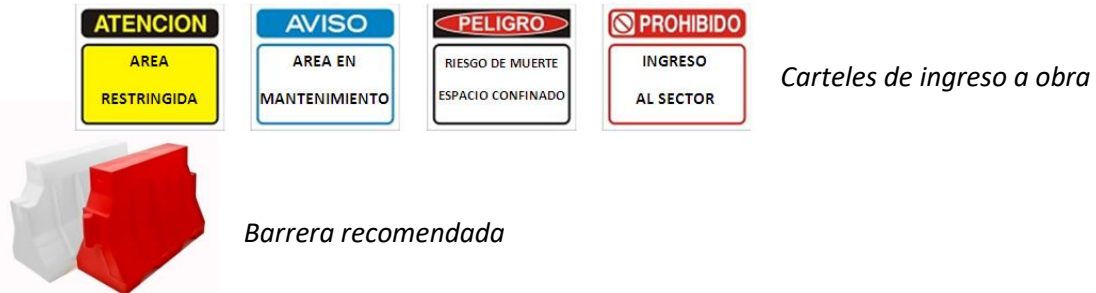 ATENCION
AREA
RESTRINGIDA
AVISO
AREA EN
MANTENIMIENTO
PELIGRO
RIESGO DE MUERTE
ESPACIO CONFINADO
PROHIBIDO
INGRESO
AL SECTOR
Carteles de ingreso a obra
Barrera recomendada